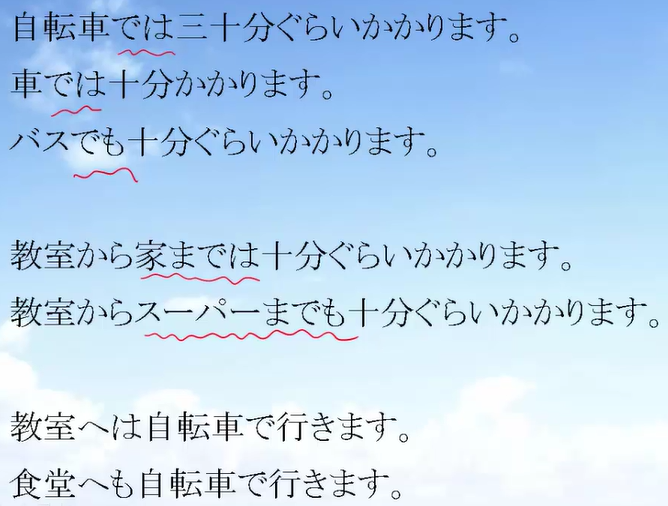 自転車では三十分ぐらいかかります。
車では十分かかります。
バスでも十分ぐらいかかります。
教室から家までは十分ぐらいかかります。
教室からスーパーまでも十分ぐらいかかります。
教室へは自転車で行きます。
食堂へも自転車で行きます。